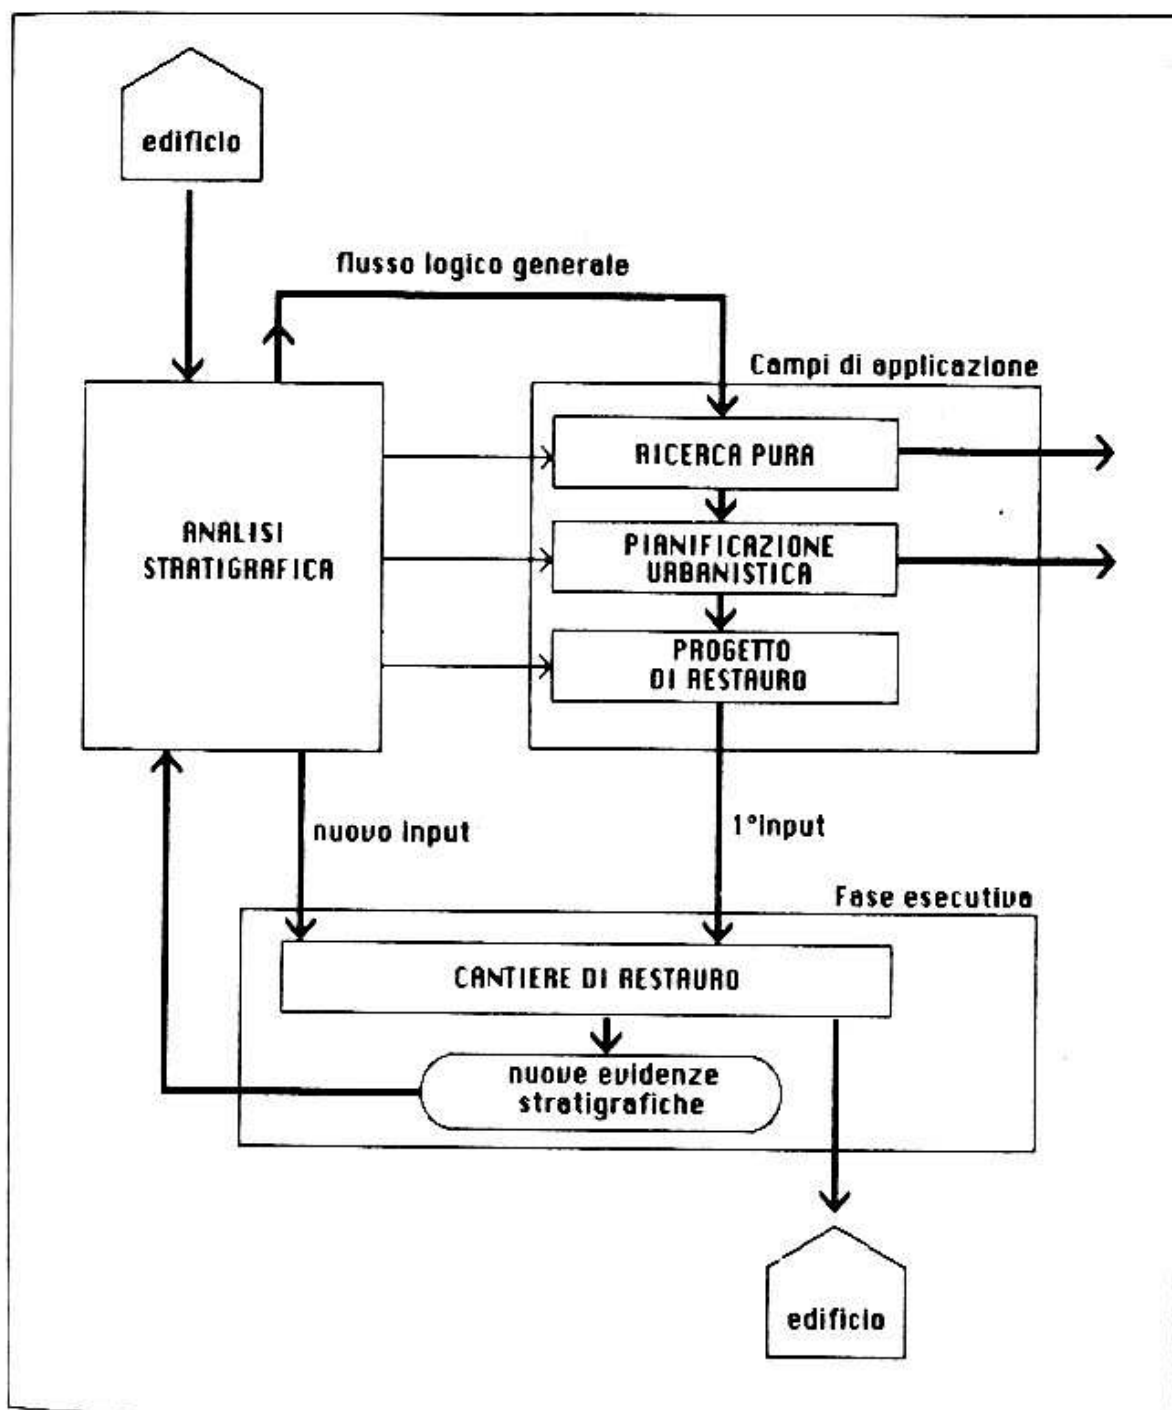 edificio
flusso logico generale
Campi di applicazione
RICERCA PURA
ANALISI
STRATIGRAFICA
PIANIFICAZIONE
URBANISTICA
PROGETTO
DI RESTAURO
nuovo input
1°input
Fase esecutiva
CANTIERE DI RESTAURO
nuove evidenze
stratigrafiche
edificio